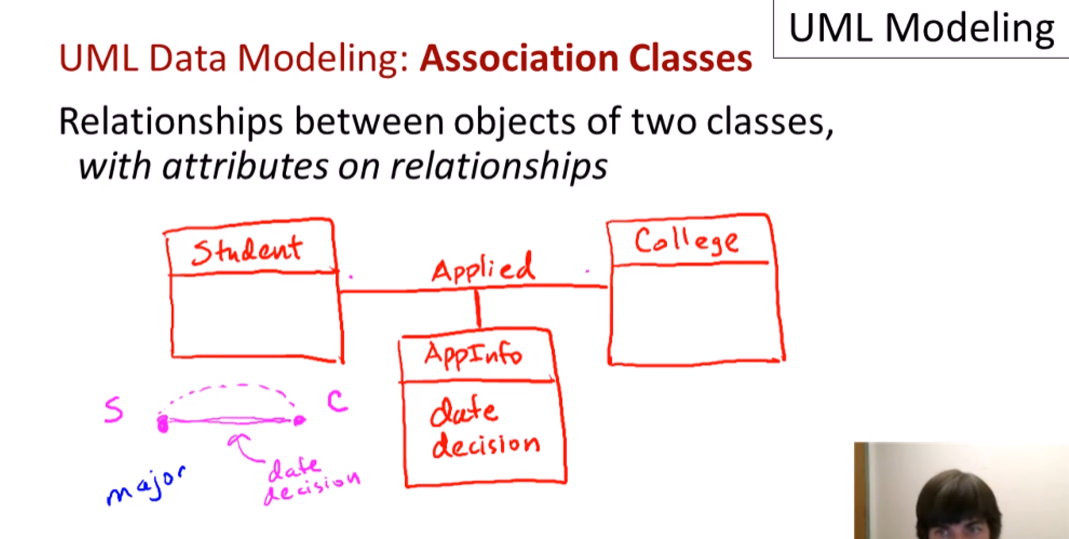 UML Modeling
UML Data Modeling: Association Classes
Relationships between objects of two classes,
with attributes on relationships
Student
Applied
College
AppInfo
date
decision
S
C
date
decision
major